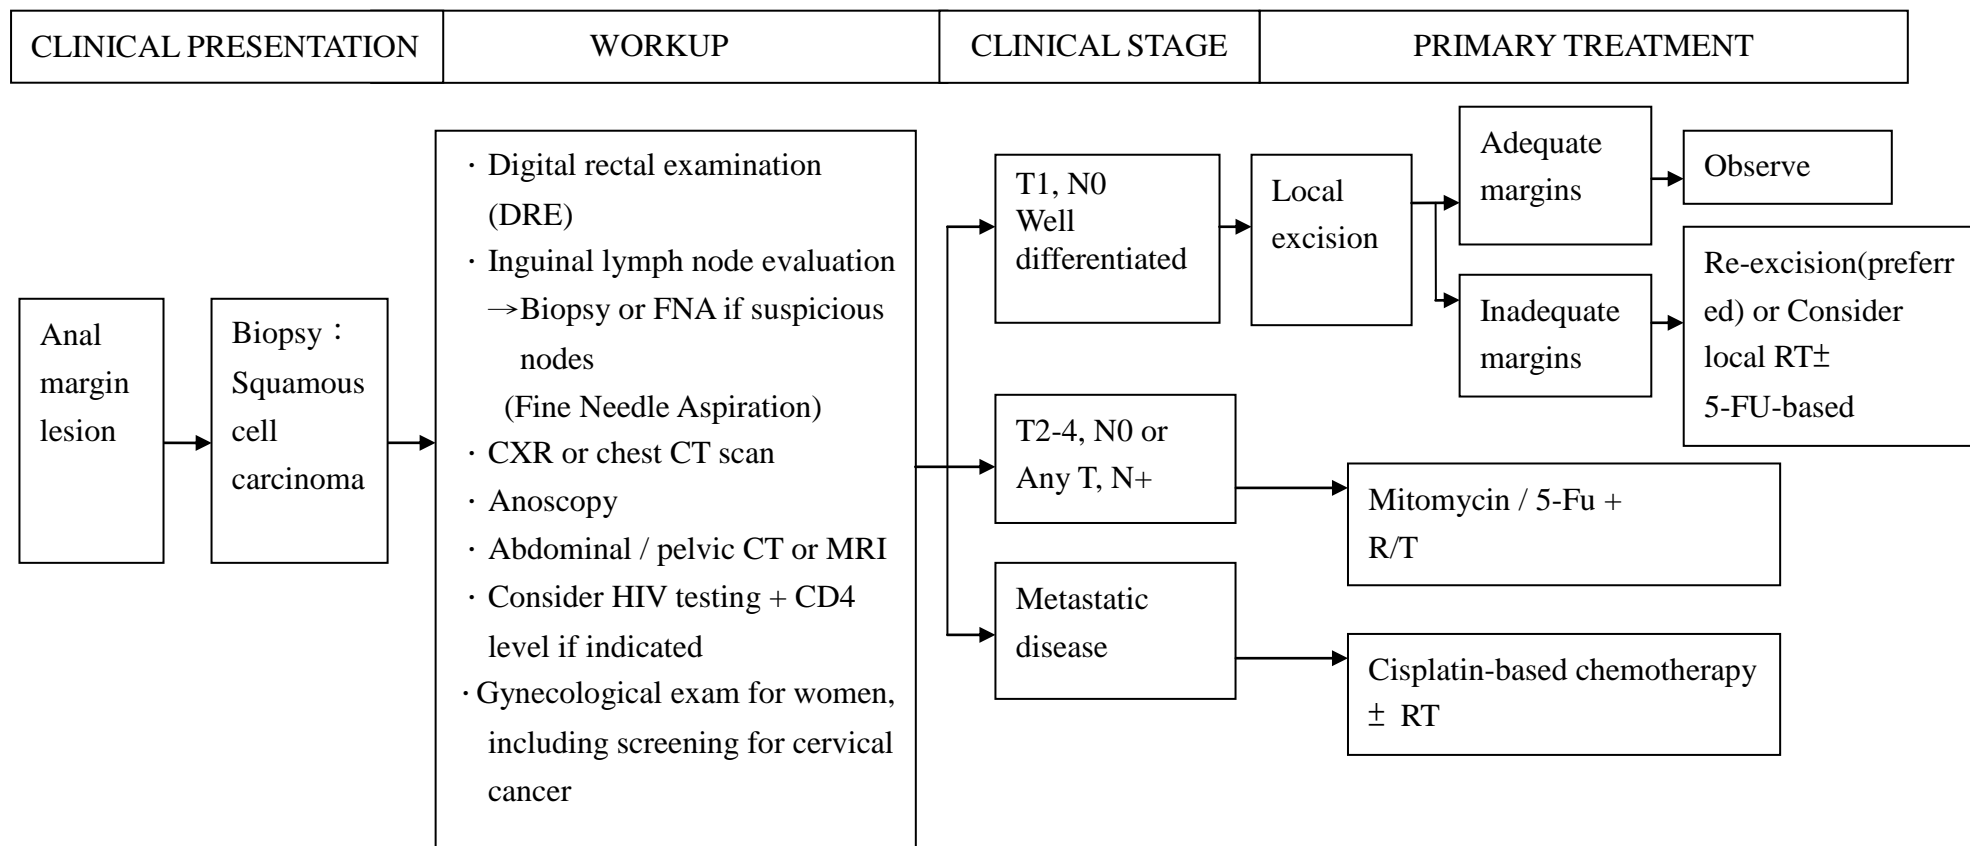 CLINICAL PRESENTATION
WORKUP
CLINICAL STAGE
PRIMARY TREATMENT
Anal
margin
lesion
Biopsy：
Squamous
cell
carcinoma
· Digital rectal examination
(DRE)
· Inguinal lymph node evaluation
→Biopsy or FNA if suspicious
nodes
(Fine Needle Aspiration)
· CXR or chest CT scan
· Anoscopy
· Abdominal / pelvic CT or MRI
· Consider HIV testing + CD4
level if indicated
· Gynecological exam for women,
including screening for cervical
cancer
T1, N0
Well
differentiated
Local
excision
Adequate
margins
Observe
Inadequate
margins
Re-excision(preferr
ed) or Consider
local RT±
5-FU-based
T2-4, N0 or
Any T, N+
Mitomycin / 5-Fu +
R/T
Metastatic
disease
Cisplatin-based chemotherapy
± RT